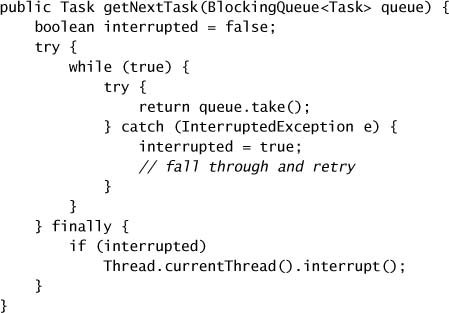 public Task getNextTask(BlockingQueue<Task> queue) {
    boolean interrupted = false;
    try {
        while (true) {
            try {
                return queue.take();
            } catch (InterruptedException e) {
                interrupted = true;
                // fall through and retry
            }
        }
    } finally {
        if (interrupted)
            Thread.currentThread().interrupt();
    }
}